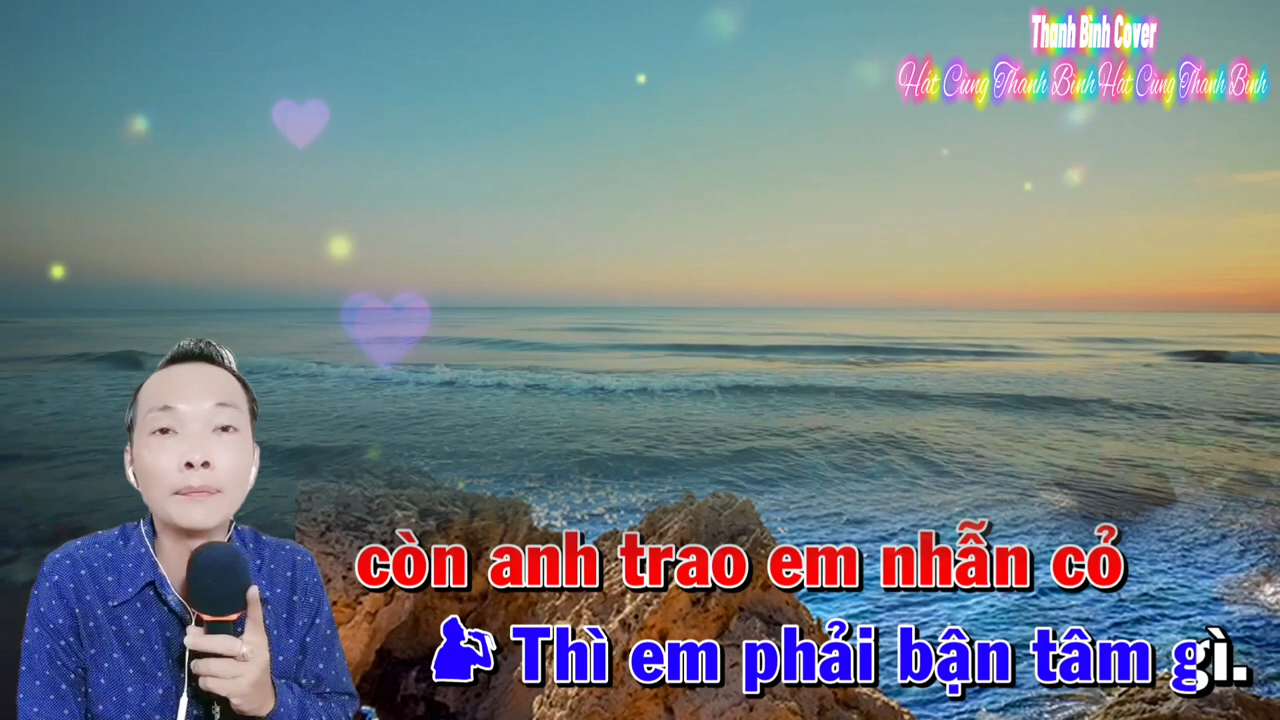 Thanh Bình Cover
Hát Cùng Thanh Bình Hát Cùng Thanh Bình
còn anh trao em nhẫn cỏ
Thì em phải bận tâm gì.